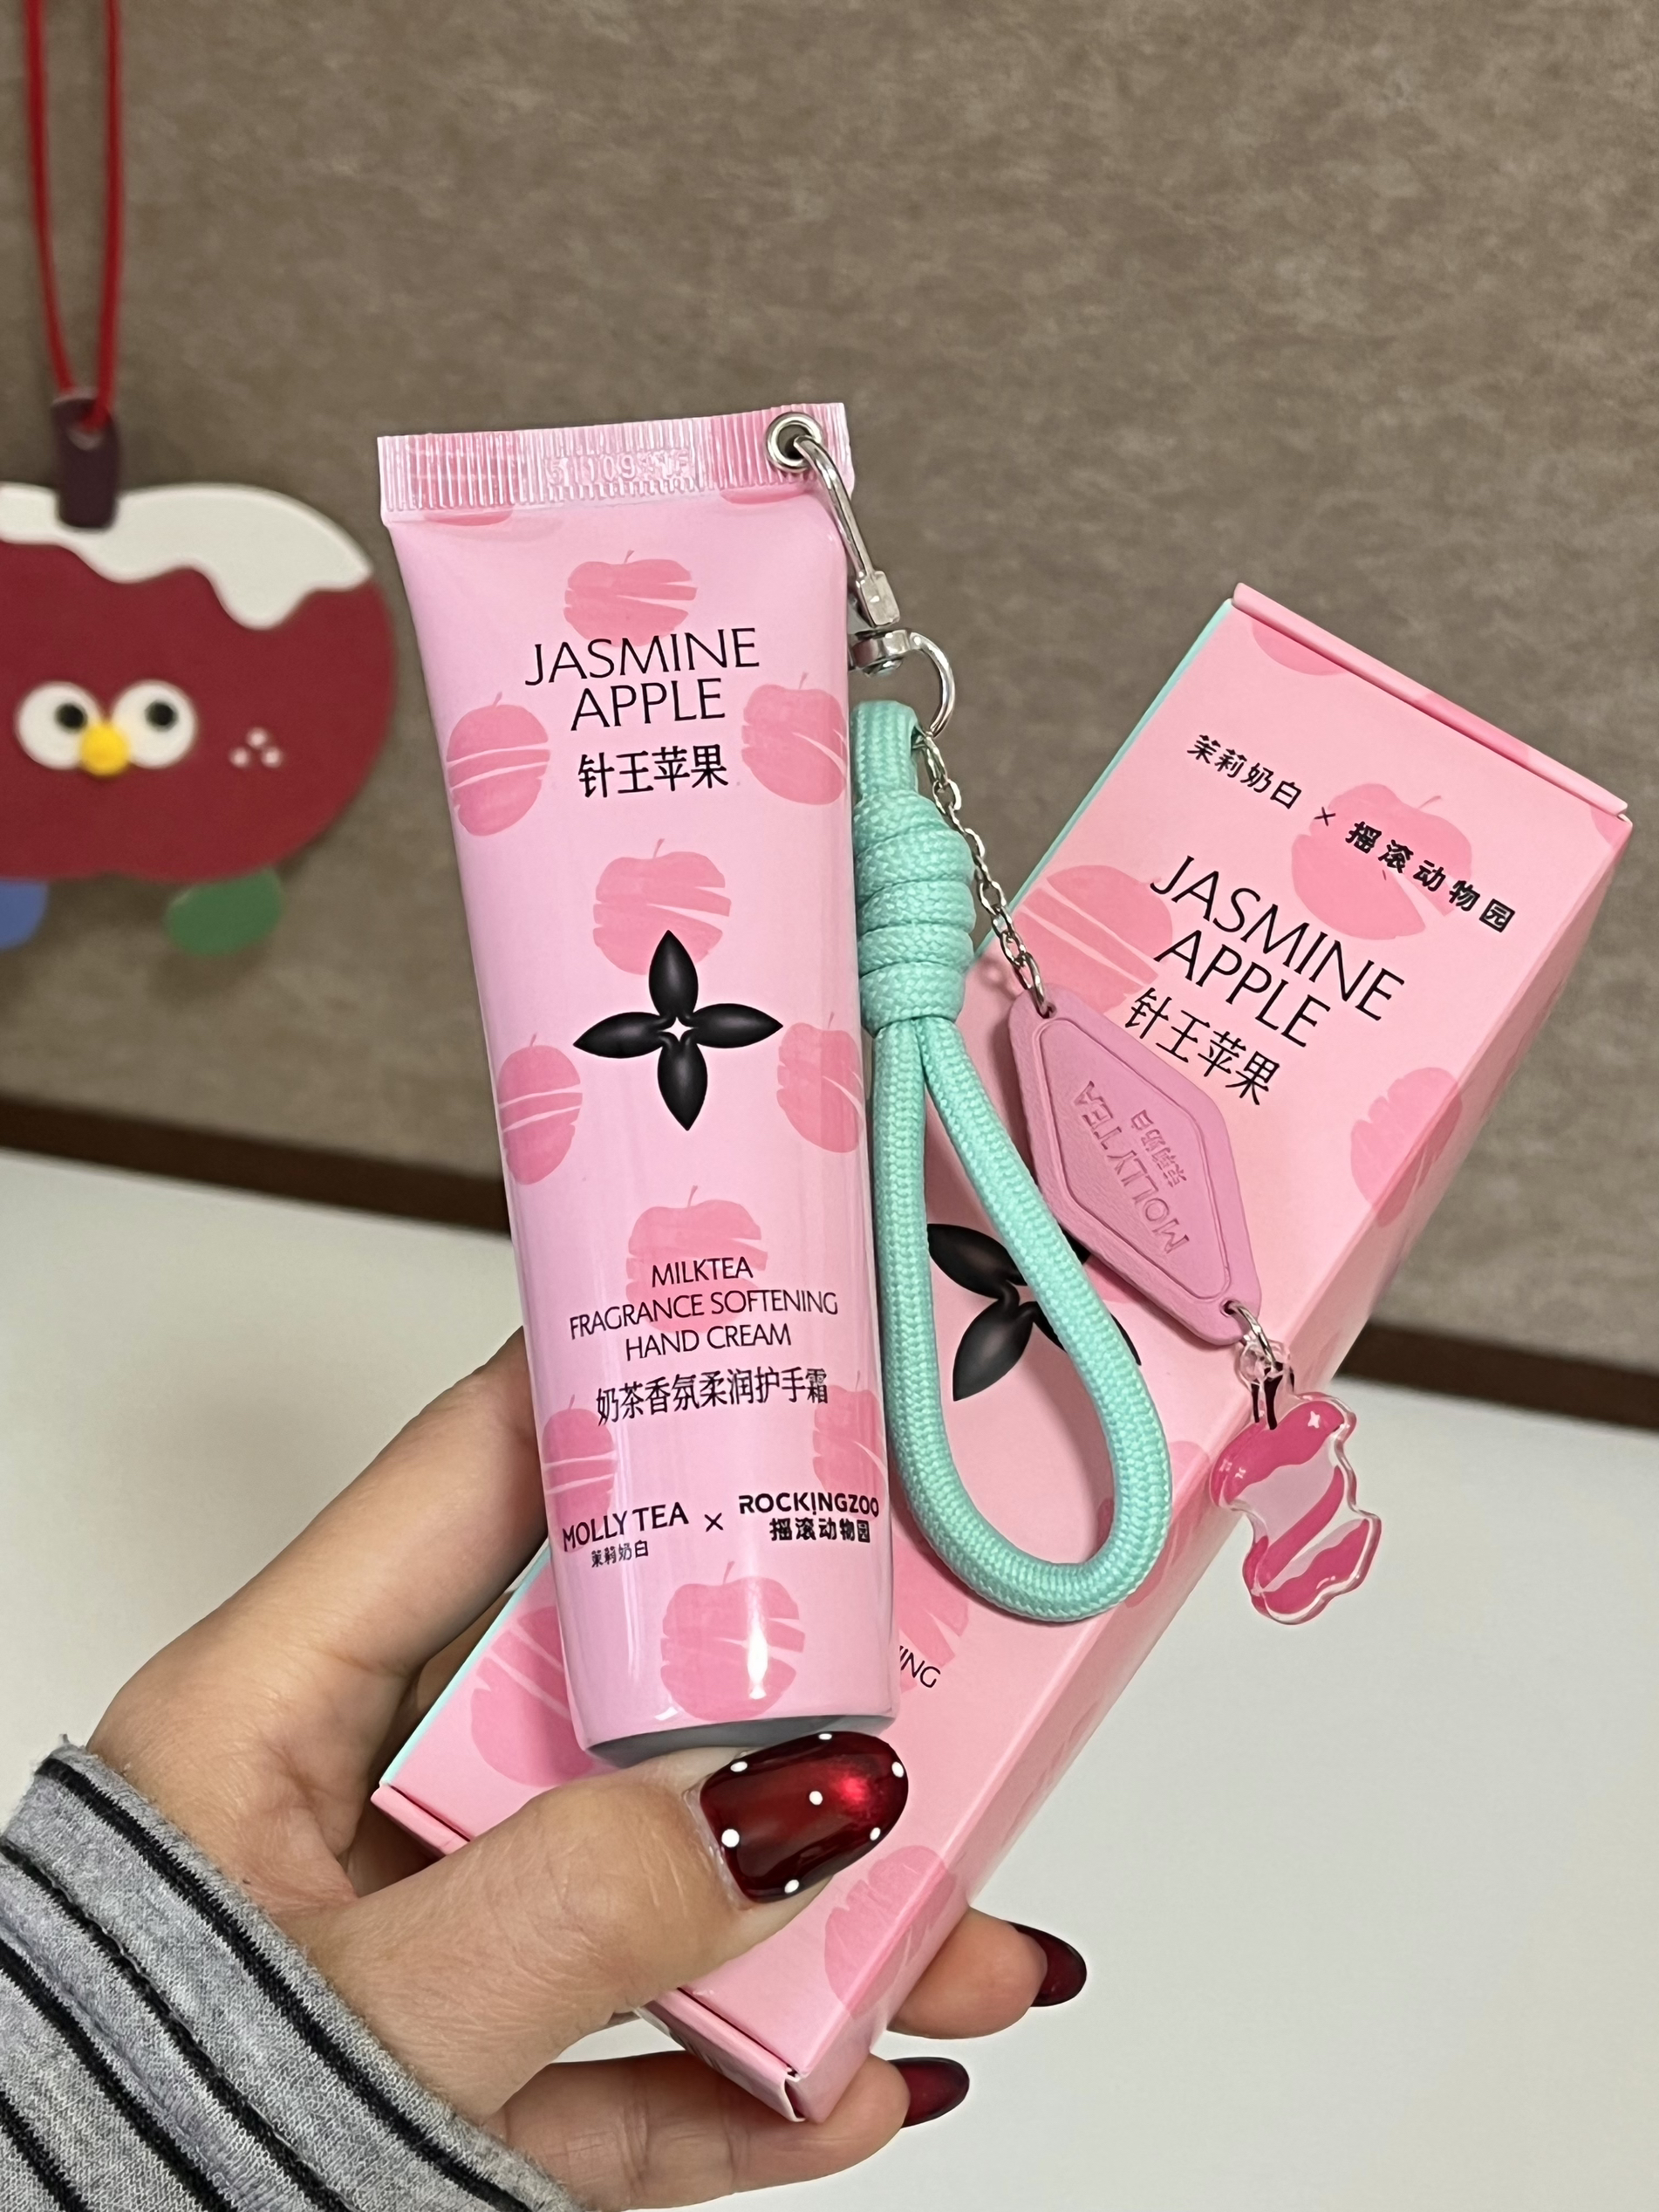 JASMINE
APPLE
针王苹果
MILKTEA
FRAGRANCE SOFTENING
HAND CREAM
奶茶香氛柔润护手霜
MOLLY TEA × ROCKINGZOO
茉莉奶白 摇滚动物园
茉莉奶白 × 摇滚动物园
JASMINE
APPLE
针王苹果
MOLLY TEA
茉莉奶白